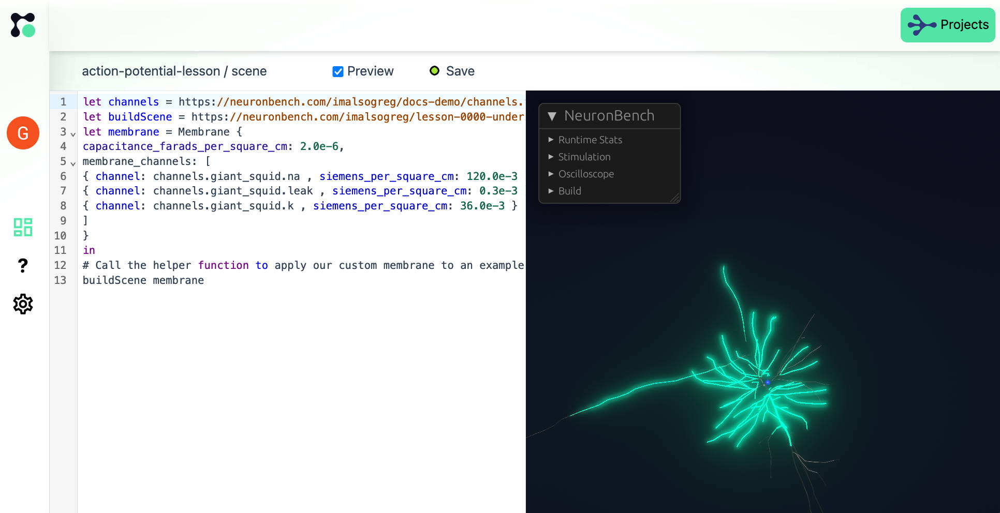 Projects
action-potential-lesson / scene
Preview
Save
G
1 let channels = https://neuronbench.com/imalsogreg/docs-demo/channels.
2 let buildScene = https://neuronbench.com/imalsogreg/lesson-0000-under
3 let membrane = Membrane {
4 capacitance_farads_per_square_cm: 2.0e-6,
5 membrane_channels: [
6 { channel: channels.giant_squid.na , siemens_per_square_cm: 120.0e-3
7 { channel: channels.giant_squid.leak , siemens_per_square_cm: 0.3e-3
8 { channel: channels.giant_squid.k , siemens_per_square_cm: 36.0e-3 }
9 ]
10 }
11 in
12 # Call the helper function to apply our custom membrane to an example
13 buildScene membrane
?
NeuronBench
Runtime Stats
Stimulation
Oscilloscope
Build